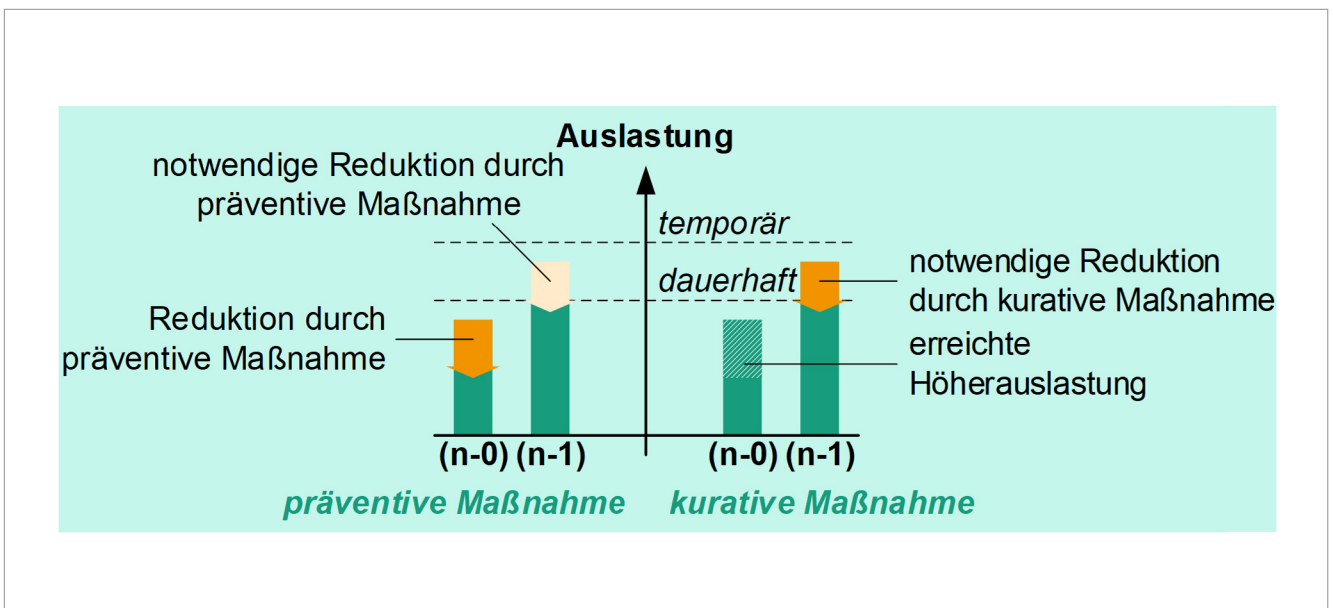 Auslastung
notwendige Reduktion durch
präventive Maßnahme
temporär
dauerhaft
Reduktion durch
präventive Maßnahme
notwendige Reduktion
durch kurative Maßnahme
erreichte
Höherauslastung
(n-0) (n-1)
(n-0) (n-1)
präventive Maßnahme
kurative Maßnahme